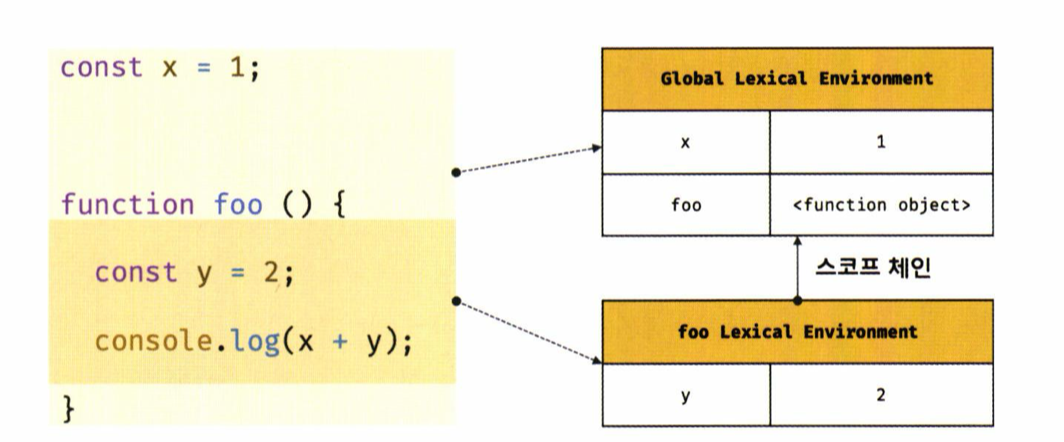 const x = 1;
function foo () {
const y = 2;
console.log(x + y);
}
Global Lexical Environment
x 1
foo <function object>
스코프 체인
foo Lexical Environment
y 2